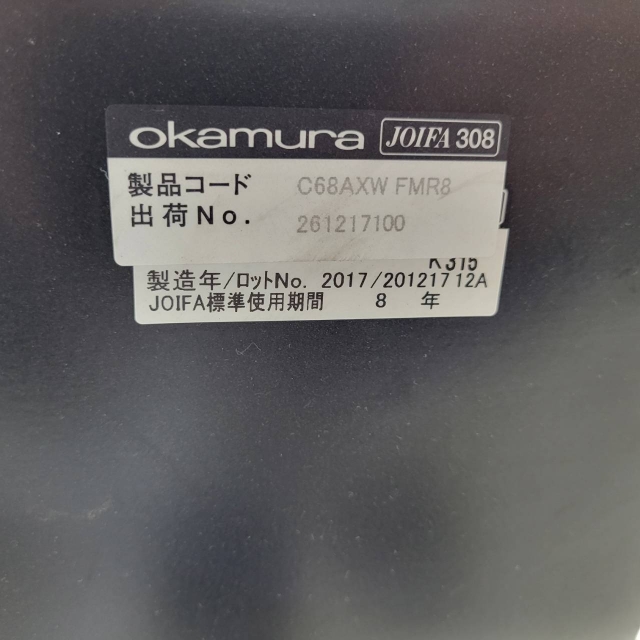 okamura JOIFA 308
製品コード C68AXW FMR8
出荷No. 261217100
K315
製造年/ロットNo. 2017/20121712A
JOIFA標準使用期間 8 年